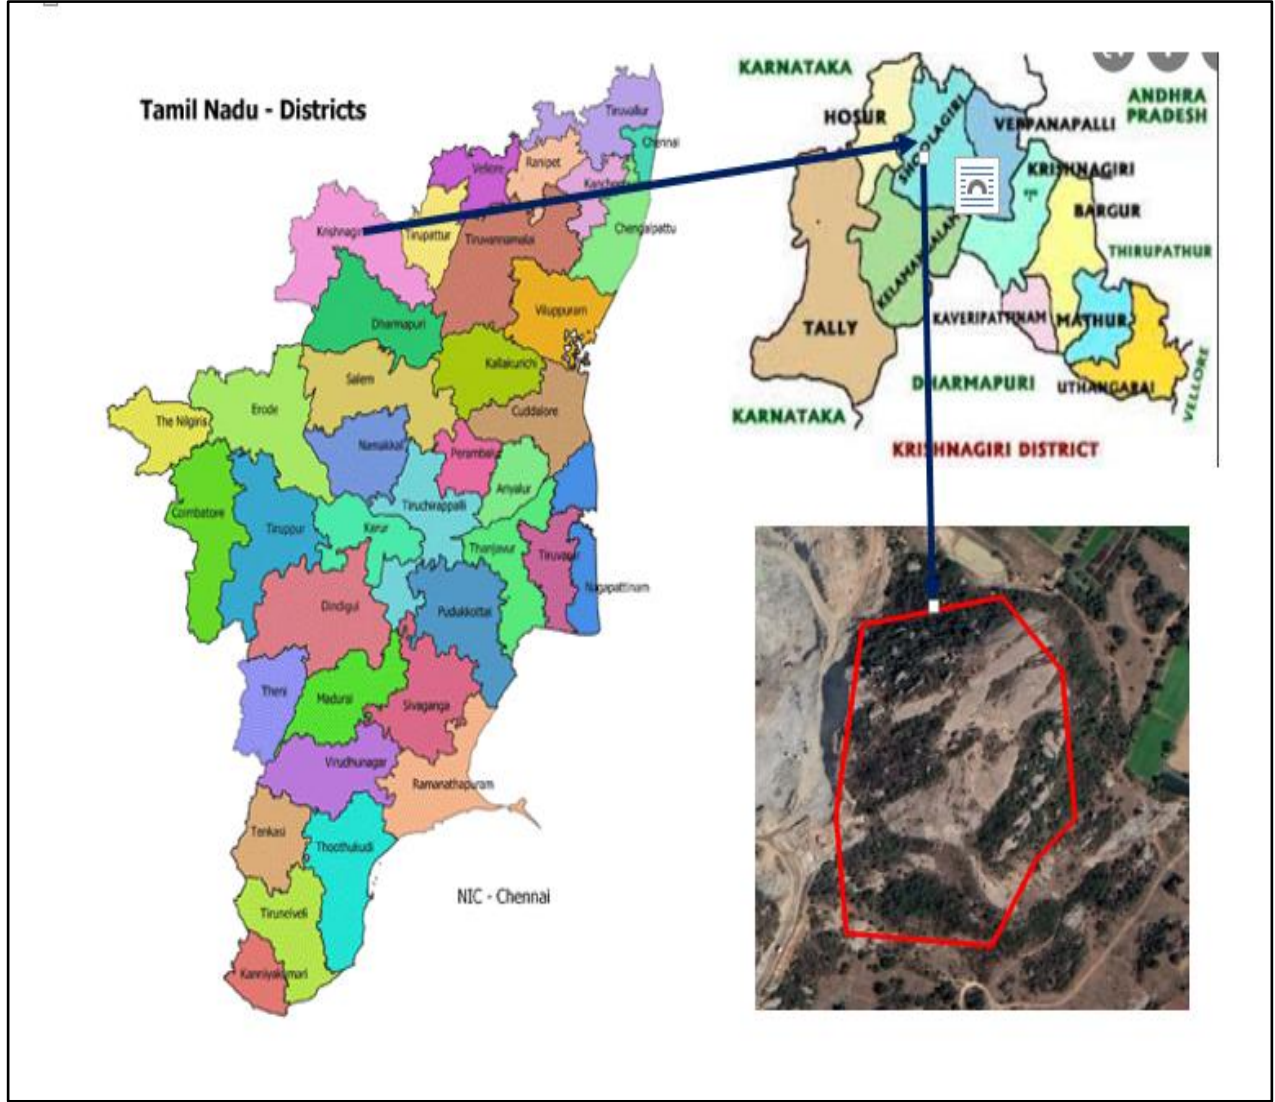 Tamil Nadu - Districts
Tiruvallur
Chennai
Ranipet
Vellore
Chengalpattu
Krishnagiri
Tirupattur
Tiruvannamalai
Viluppuram
Dharmapuri
Kallakurichi
Salem
Cuddalore
Erode
The Nilgiris
Namakkal
Perambalur
Ariyalur
Tiruchirappalli
Coimbatore
Tiruppur
Karur
Thanjavur
Nagapattinam
Dindigul
Pudukkottai
Theni
Madurai
Sivaganga
Virudhunagar
Ramanathapuram
Tenkasi
Thoothukudi
Tirunelveli
Kanniyakumari
NIC - Chennai
KARNATAKA
ANDHRA
PRADESH
HOSUR
SHOOLAGIRI
VEPPANAPALLI
KRISHNAGIRI
BARGUR
THIRUPATHUR
KELAMANGALAM
KAVERIPATTNAM
MATHUR
TALLY
DHARMAPURI
UTHANGARAI
VELLORE
KARNATAKA
KRISHNAGIRI DISTRICT